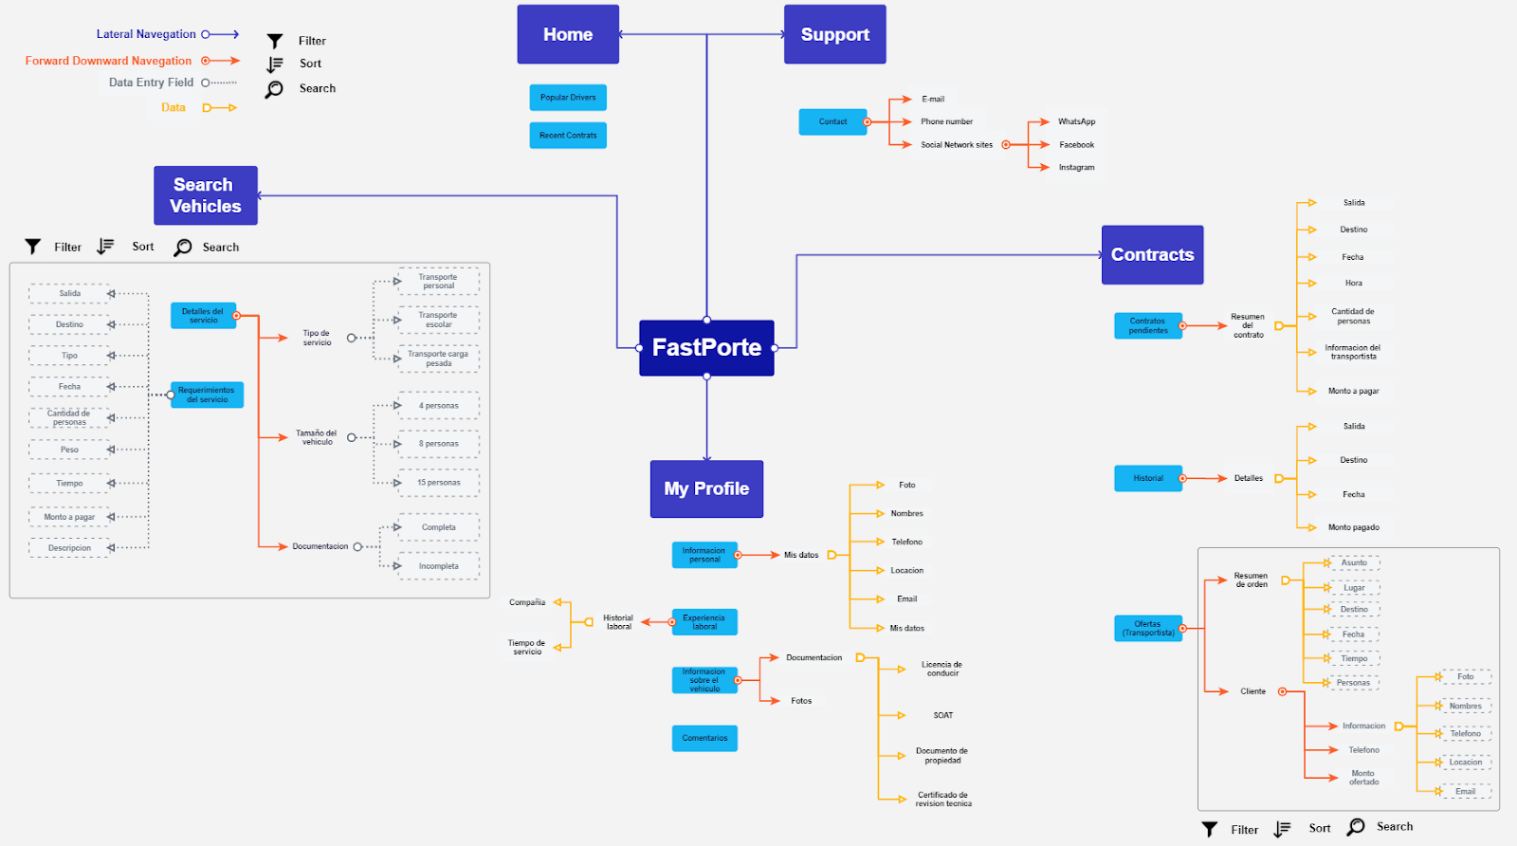 Lateral Navegation
Forward Downward Navegation
Data Entry Field
Data
Filter
Sort
Search
Home
Support
Popular Drivers
Recent Contrats
Contact
E-mail
Phone number
Social Network sites
WhatsApp
Facebook
Instagram
Search
Vehicles
Filter
Sort
Search
Salida
Destino
Tipo
Fecha
Cantidad de
personas
Peso
Tiempo
Monto a pagar
Descripcion
Detalles del
servicio
Requerimientos
del servicio
Tipo de
servicio
Tamaño del
vehiculo
Documentacion
Transporte
personal
Transporte
escolar
Transporte carga
pesada
4 personas
8 personas
15 personas
Completa
Incompleta
FastPorte
My Profile
Informacion
personal
Mis datos
Foto
Nombres
Telefono
Locacion
Email
Mis datos
Experiencia
laboral
Historial
laboral
Compañia
Tiempo de
servicio
Informacion
sobre el
vehiculo
Documentacion
Fotos
Licencia de
conducir
SOAT
Documento de
propiedad
Certificado de
revision tecnica
Comentarios
Contracts
Contratos
pendientes
Resumen
del
contrato
Salida
Destino
Fecha
Hora
Cantidad de
personas
Informacion del
transportista
Monto a pagar
Historial
Detalles
Salida
Destino
Fecha
Monto pagado
Ofertas
(Transportista)
Resumen
de orden
Asunto
Lugar
Destino
Fecha
Tiempo
Personas
Cliente
Informacion
Telefono
Monto
ofertado
Foto
Nombres
Telefono
Locacion
Email
Filter
Sort
Search